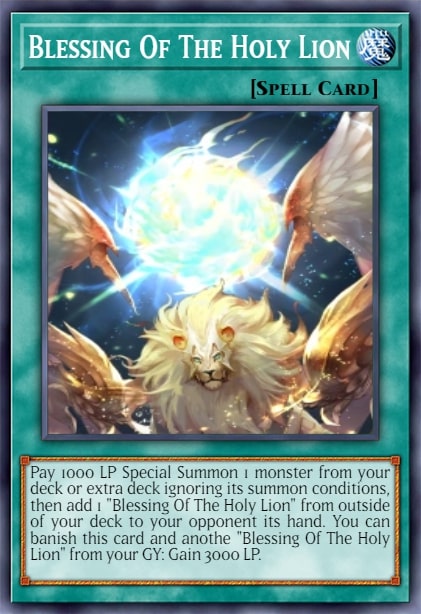 Blessing Of The Holy Lion
魔
[Spell Card]
Pay 1000 LP Special Summon 1 monster from your
deck or extra deck ignoring its summon conditions,
then add 1 "Blessing Of The Holy Lion" from outside
of your deck to your opponent its hand. You can
banish this card and anothe "Blessing Of The Holy
Lion" from your GY: Gain 3000 LP.